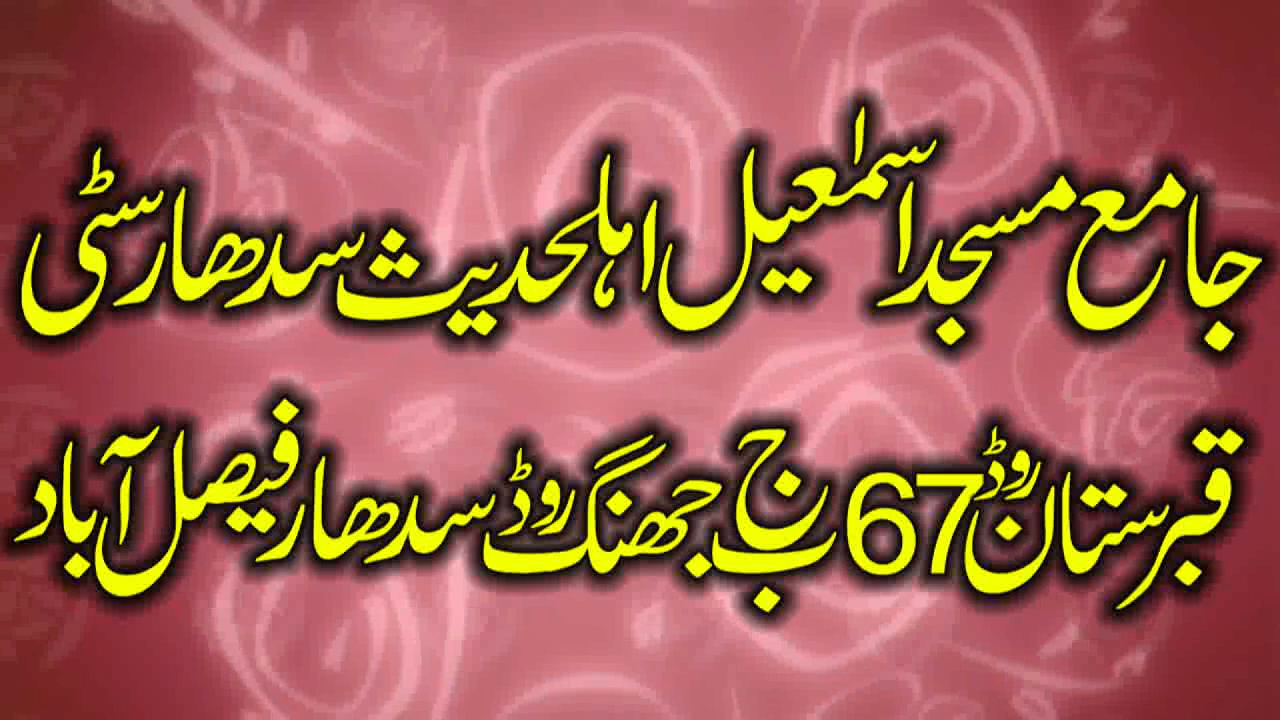 جامع مسجد اسمٰعیل اہلحدیث سدھار سٹی
قبرستان روڈ 67 ج ب جھنگ روڈ سدھار فیصل آباد